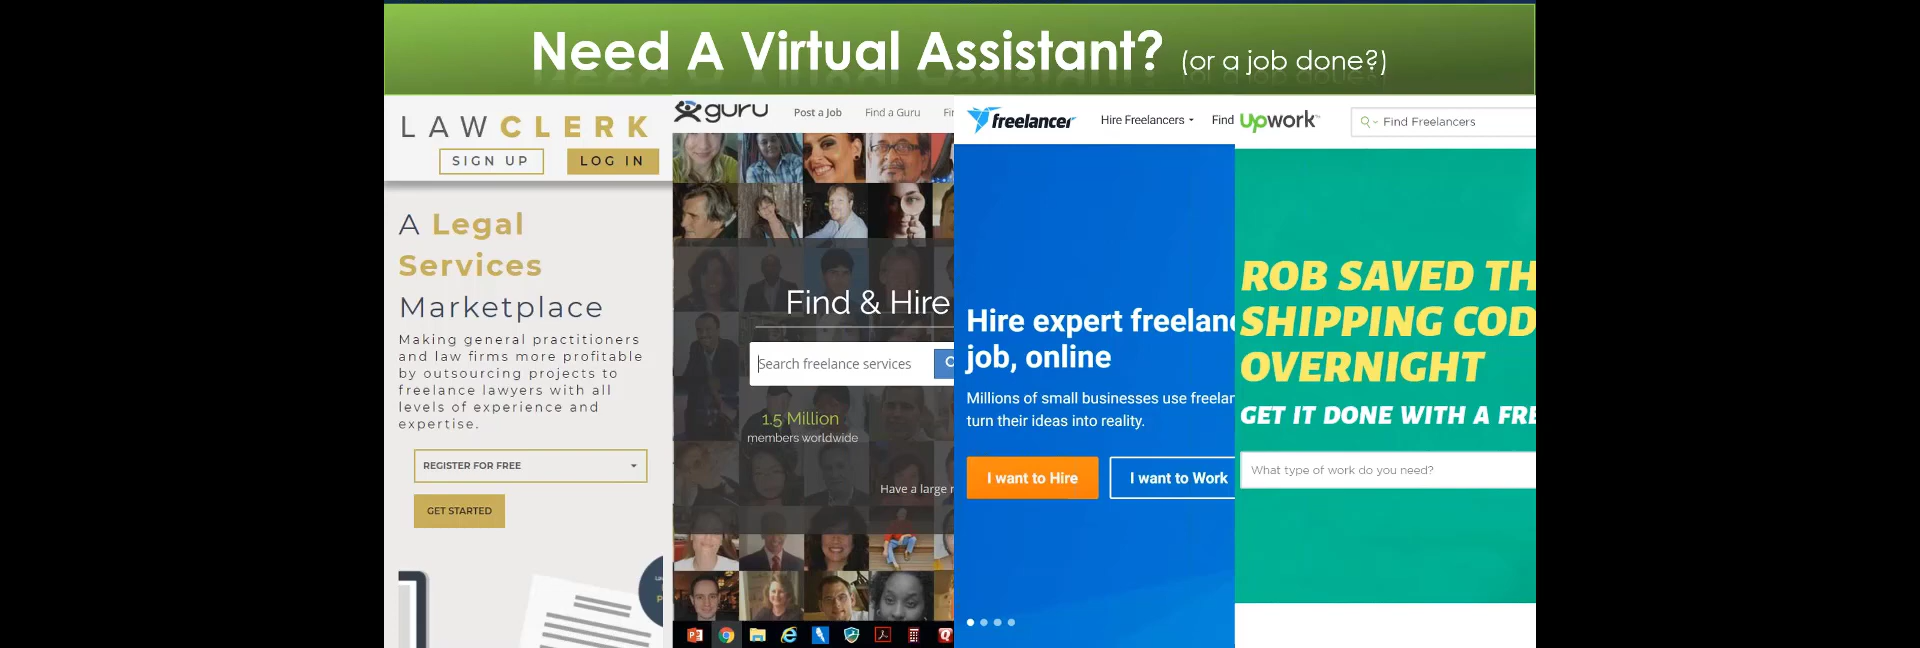 Need A Virtual Assistant? (or a job done?)
LAWCLERK
SIGN UP
LOG IN
A Legal
Services
Marketplace
Making general practitioners
and law firms more profitable
by outsourcing projects to
freelance lawyers with all
levels of experience and
expertise.
REGISTER FOR FREE
GET STARTED
guru
Post a Job
Find a Guru
Find & Hire
Search freelance services
1.5 Million
members worldwide
Have a large
freelancer
Hire Freelancers
Find
Hire expert freelan
job, online
Millions of small businesses use freelan
turn their ideas into reality.
I want to Hire
I want to Work
Upwork
Find Freelancers
ROB SAVED TH
SHIPPING COD
OVERNIGHT
GET IT DONE WITH A FRE
What type of work do you need?